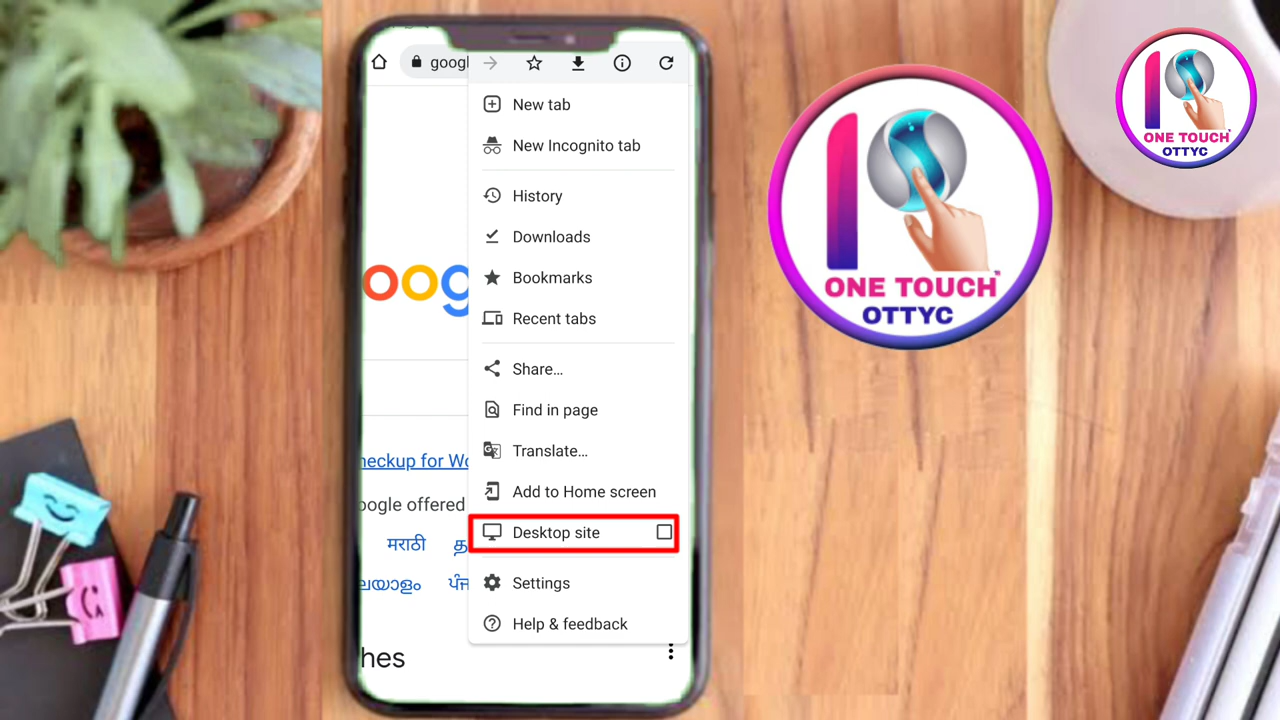 googl
New tab
New Incognito tab
History
Downloads
Bookmarks
Recent tabs
Share...
Find in page
Translate...
Add to Home screen
Desktop site
Settings
Help & feedback
oog
heckup for Wo
oogle offered
मराठी த
ലയാളം ਪੰਜ
hes
ONE TOUCH
OTTYC
ONE TOUCH
OTTYC